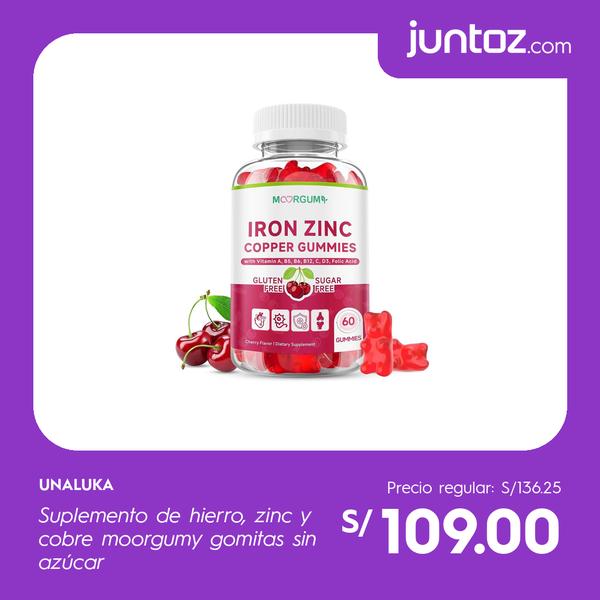 juntoz.com
MOORGUMY
IRON ZINC
COPPER GUMMIES
with Vitamin A, B5, B6, B12, C, D3, Folic Acid
GLUTEN FREE
SUGAR FREE
60
GUMMIES
Cherry Flavor | Dietary Supplement
UNALUKA
Suplemento de hierro, zinc y
cobre moorgumy gomitas sin
azúcar
Precio regular: S/136.25
S/ 109.00